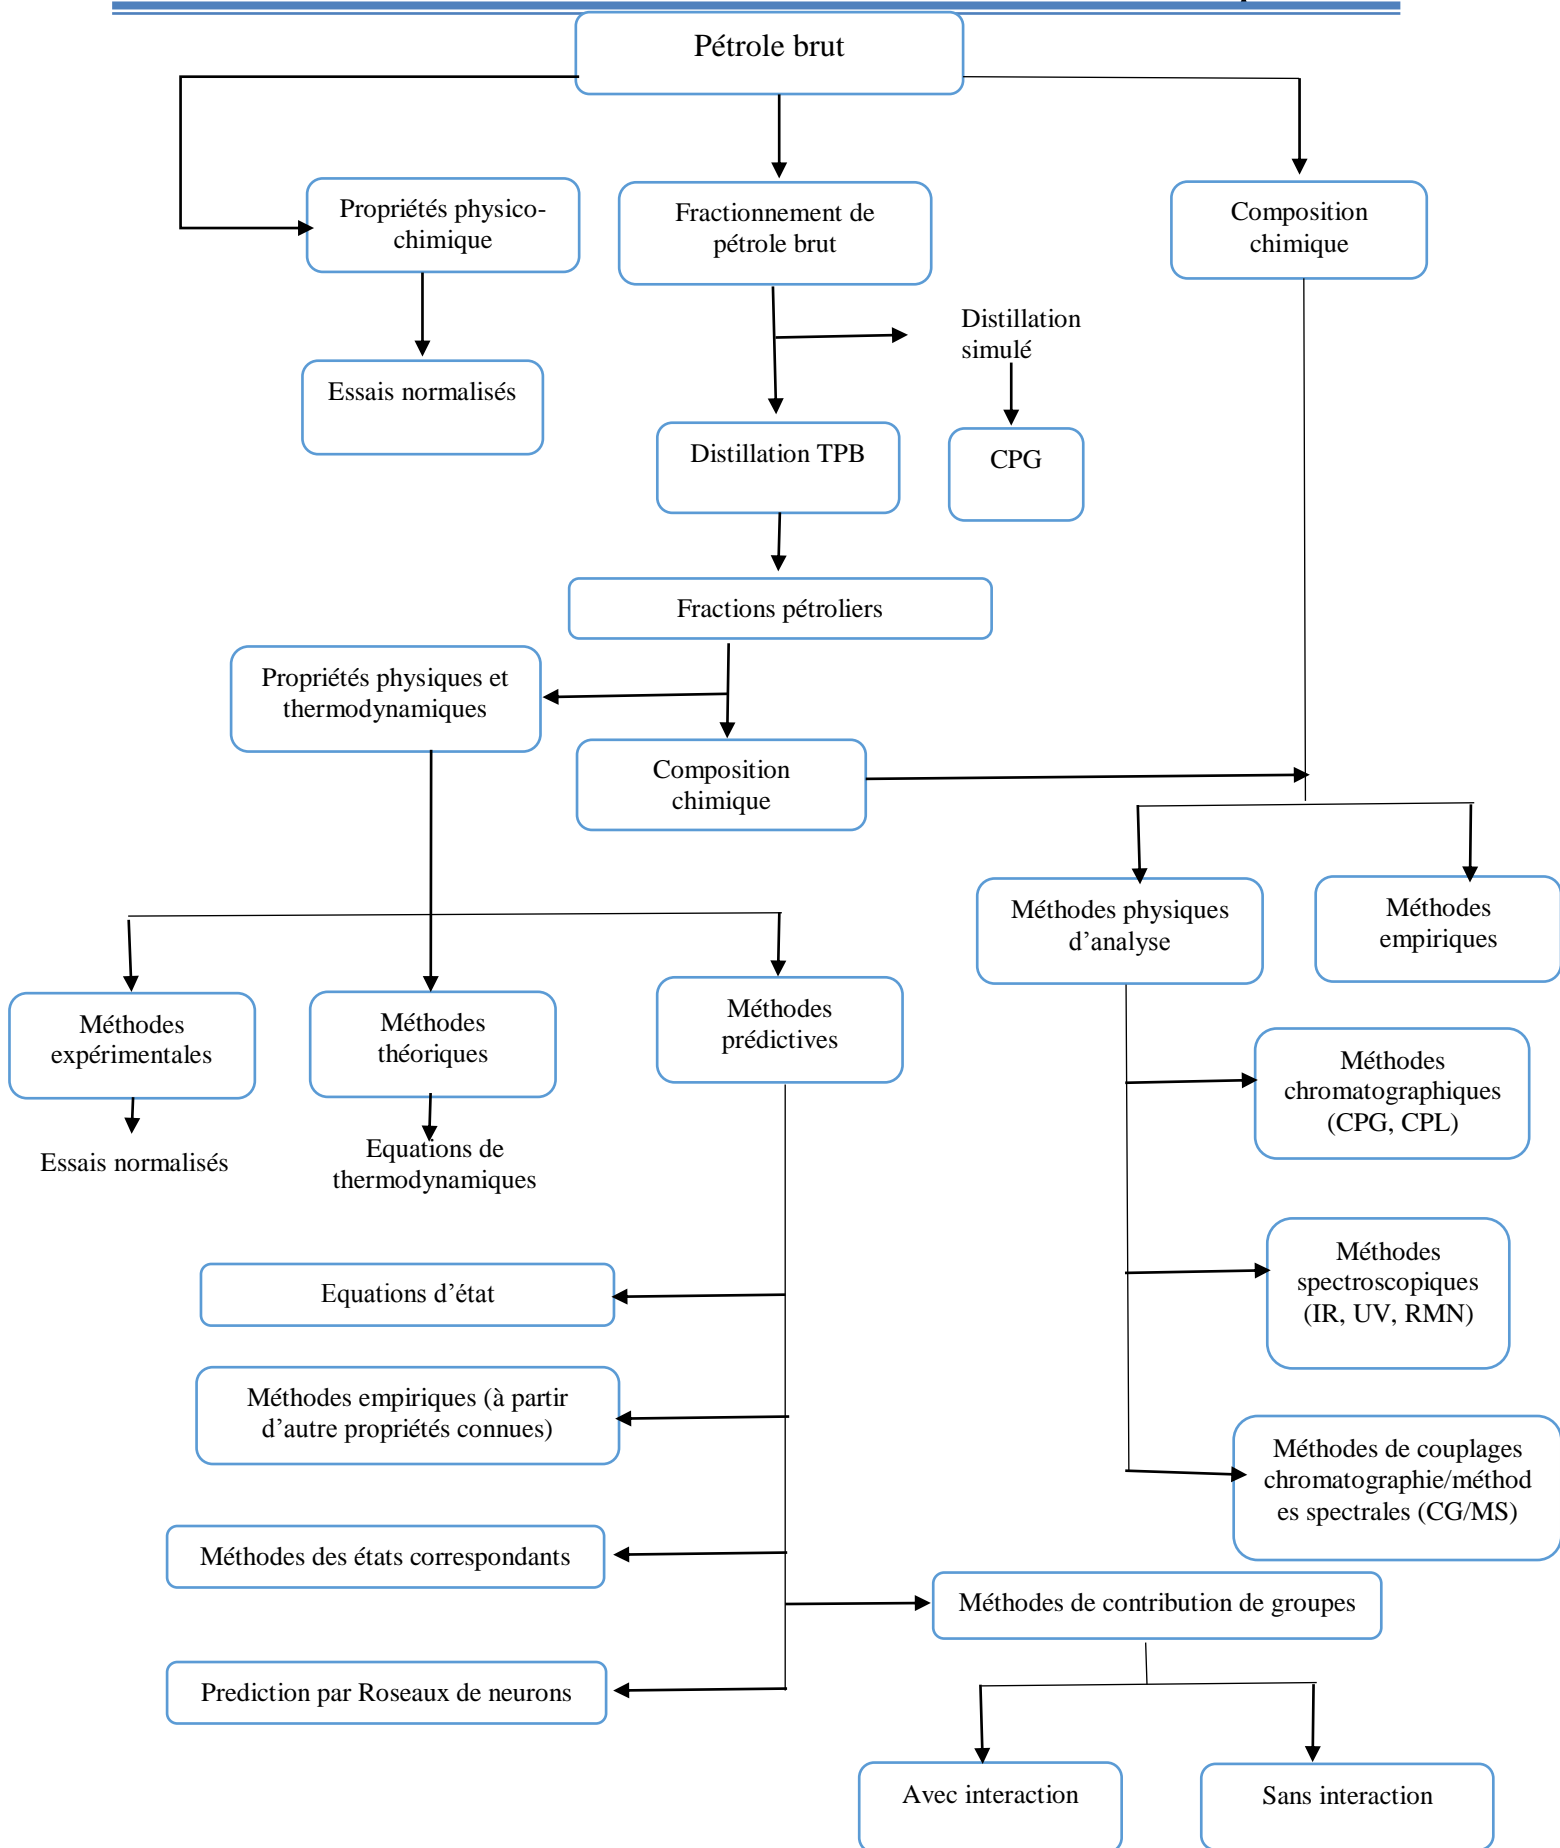 Pétrole brut
Propriétés physico-
chimique
Fractionnement de
pétrole brut
Composition
chimique
Distillation
simulé
Essais normalisés
Distillation TPB
CPG
Fractions pétroliers
Propriétés physiques et
thermodynamiques
Composition
chimique
Méthodes physiques
d’analyse
Méthodes
empiriques
Méthodes
expérimentales
Méthodes
théoriques
Méthodes
prédictives
Méthodes
chromatographiques
(CPG, CPL)
Essais normalisés
Equations de
thermodynamiques
Méthodes
spectroscopiques
(IR, UV, RMN)
Equations d’état
Méthodes empiriques (à partir
d’autre propriétés connues)
Méthodes de couplages
chromatographie/méthod
es spectrales (CG/MS)
Méthodes des états correspondants
Méthodes de contribution de groupes
Prediction par Roseaux de neurons
Avec interaction
Sans interaction